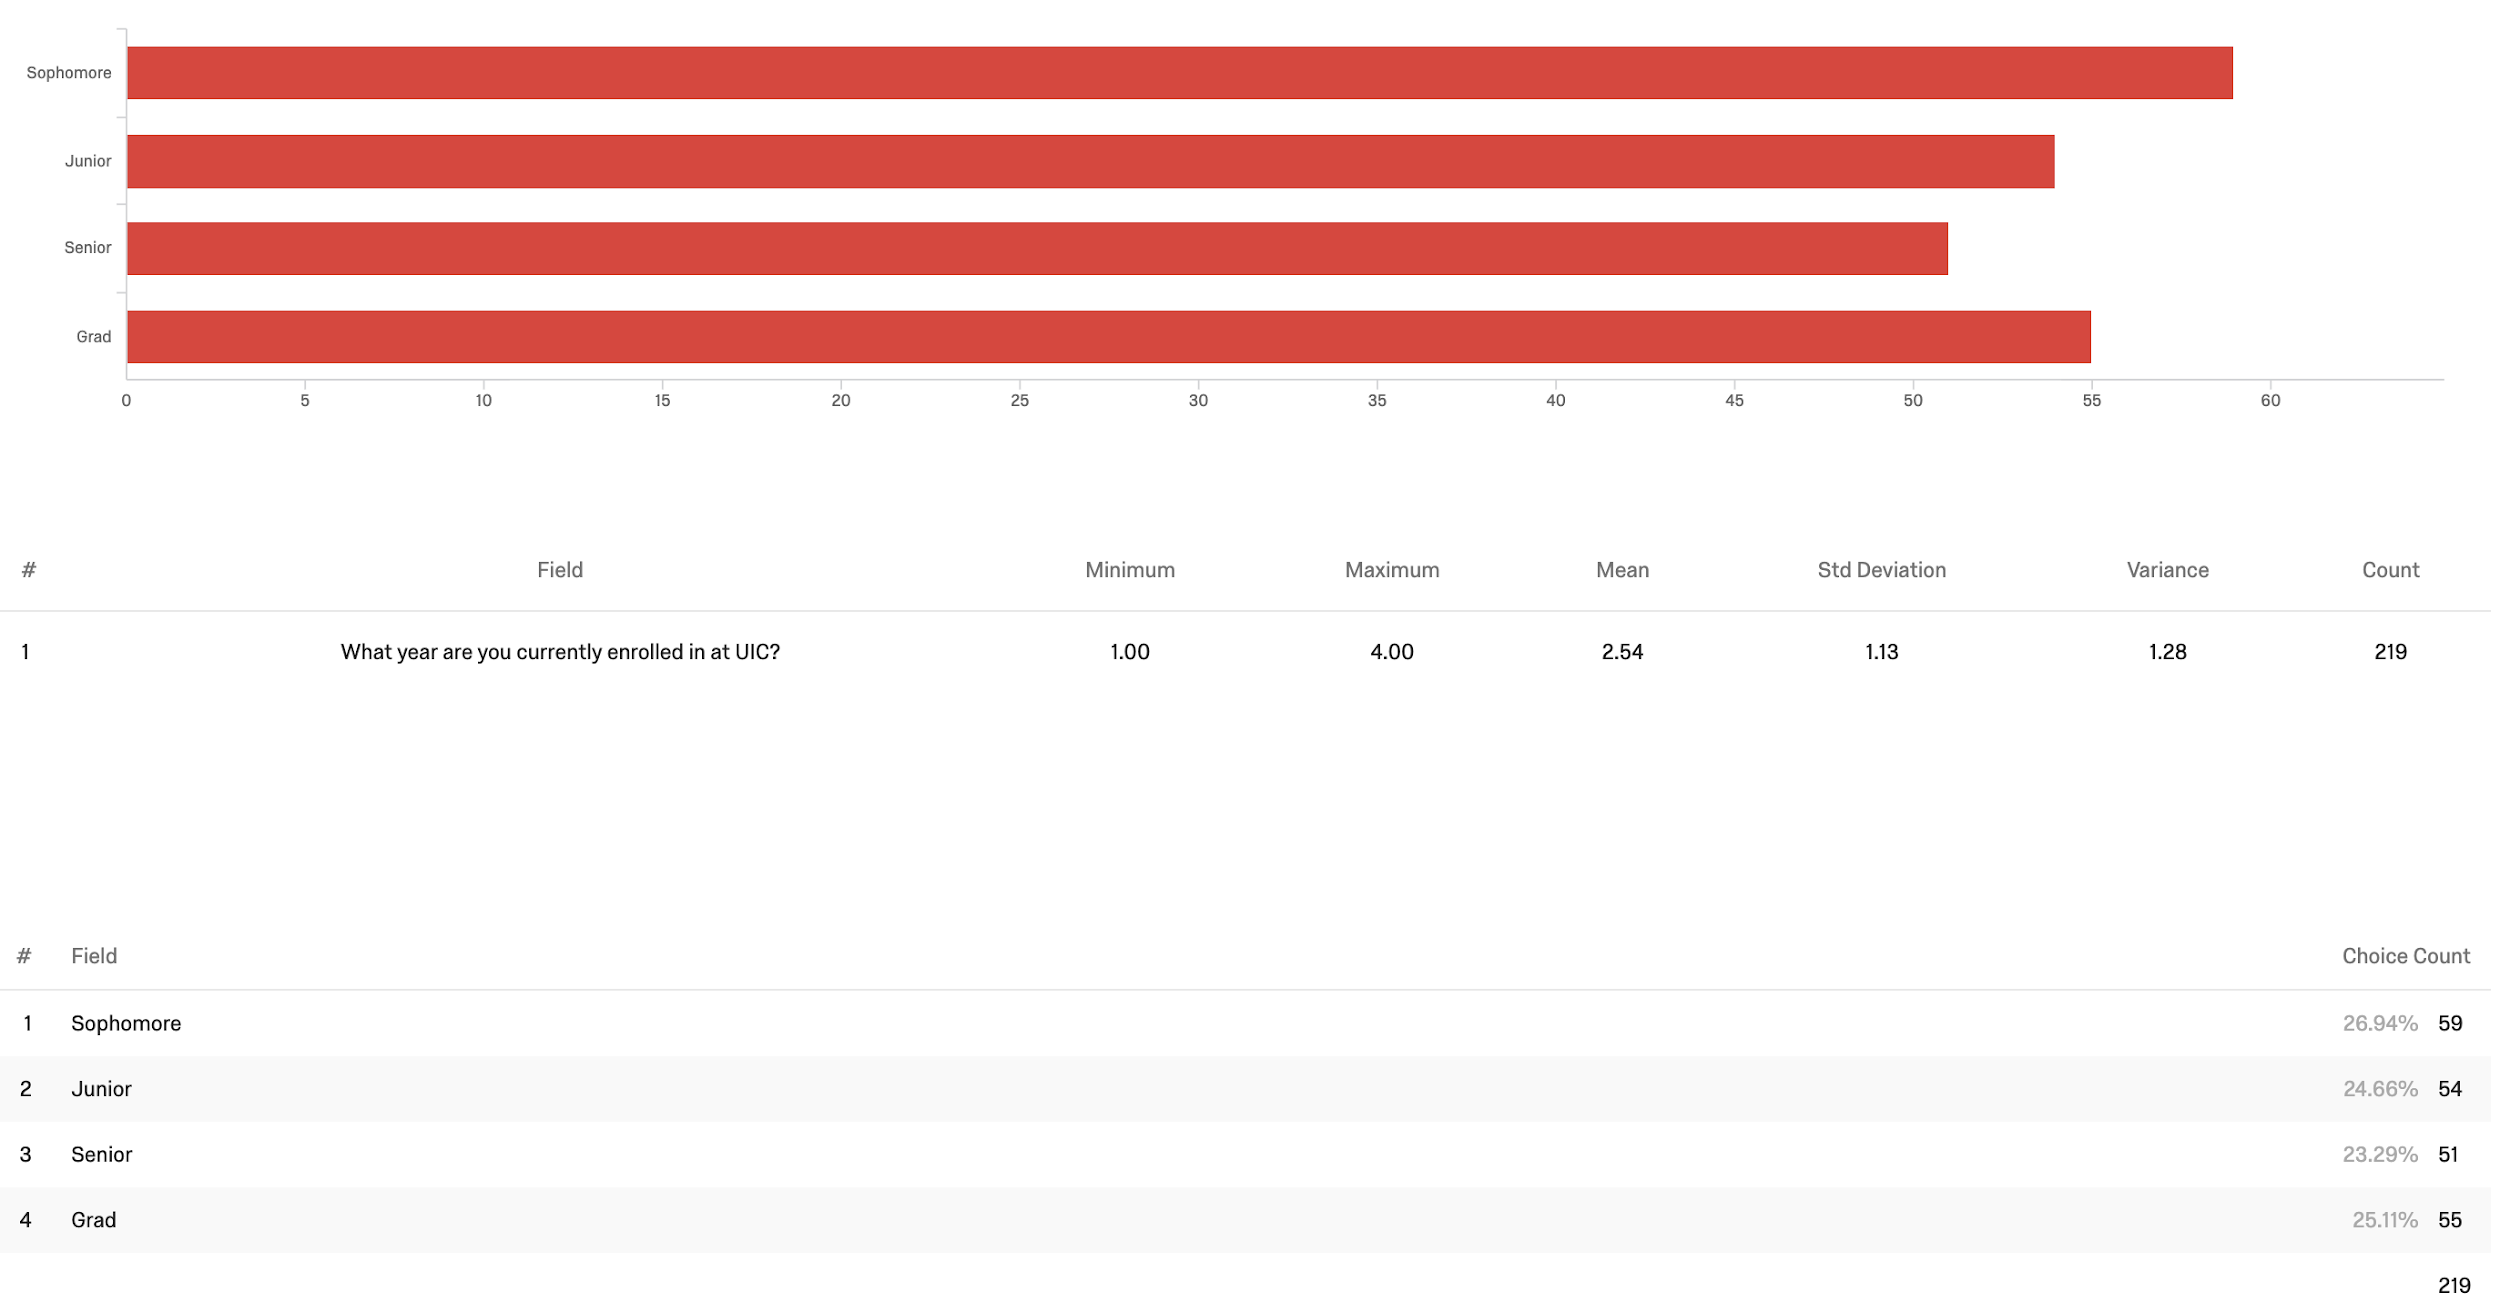 Sophomore
Junior
Senior
Grad
0 5 10 15 20 25 30 35 40 45 50 55 60
# Field Minimum Maximum Mean Std Deviation Variance Count
1 What year are you currently enrolled in at UIC? 1.00 4.00 2.54 1.13 1.28 219
# Field Choice Count
1 Sophomore 26.94% 59
2 Junior 24.66% 54
3 Senior 23.29% 51
4 Grad 25.11% 55
219